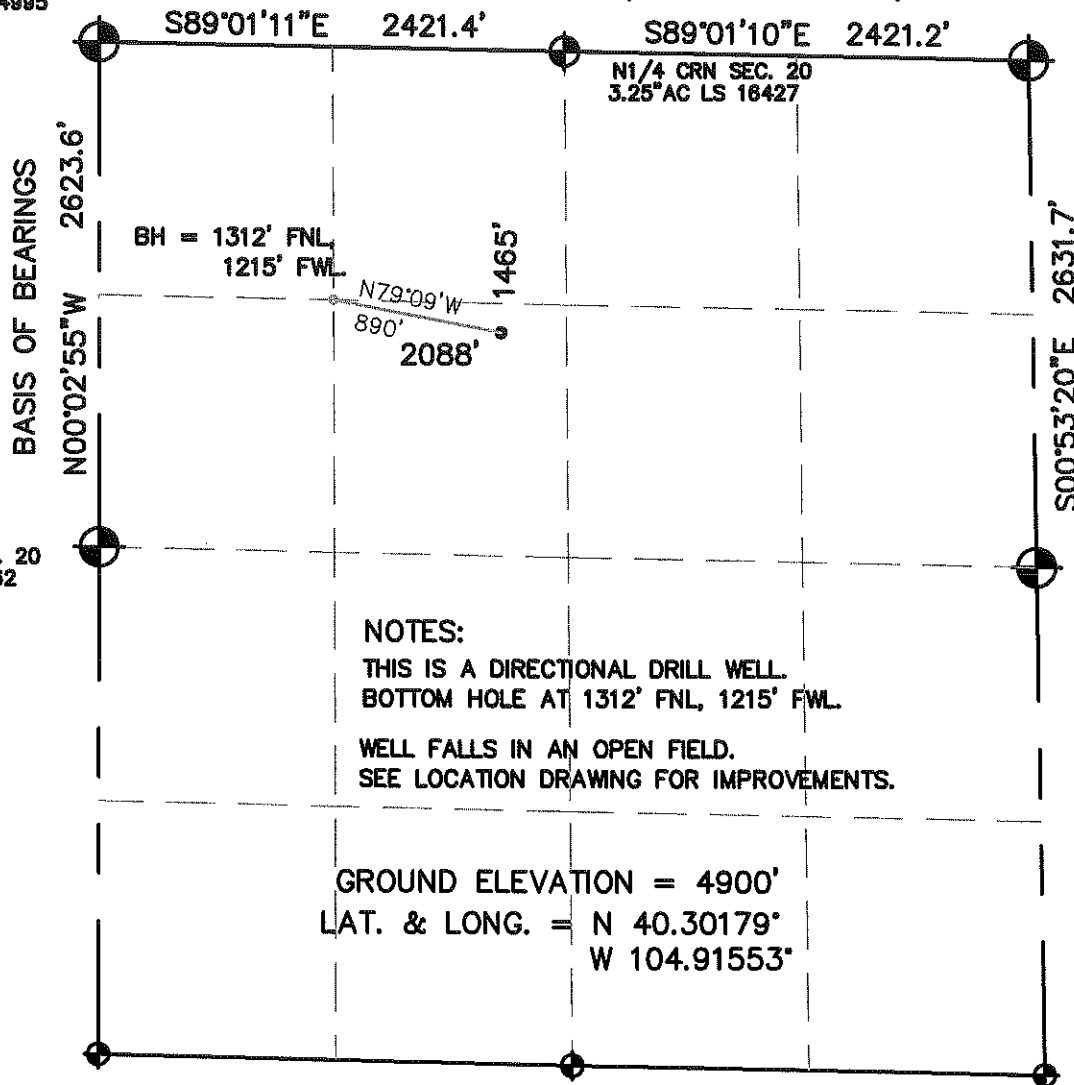 4995
S89°01'11"E 2421.4'
S89°01'10"E 2421.2'
N1/4 CRN SEC. 20
3.25"AC LS 16427
BASIS OF BEARINGS
N00°02'55"W 2623.6'
BH = 1312' FNL,
1215' FWL.
N79°09'W
890'
1465'
2088'
S00°53'20"E 2631.7'
20
62
NOTES:
THIS IS A DIRECTIONAL DRILL WELL.
BOTTOM HOLE AT 1312' FNL, 1215' FWL.
WELL FALLS IN AN OPEN FIELD.
SEE LOCATION DRAWING FOR IMPROVEMENTS.
GROUND ELEVATION = 4900'
LAT. & LONG. = N 40.30179°
W 104.91553°